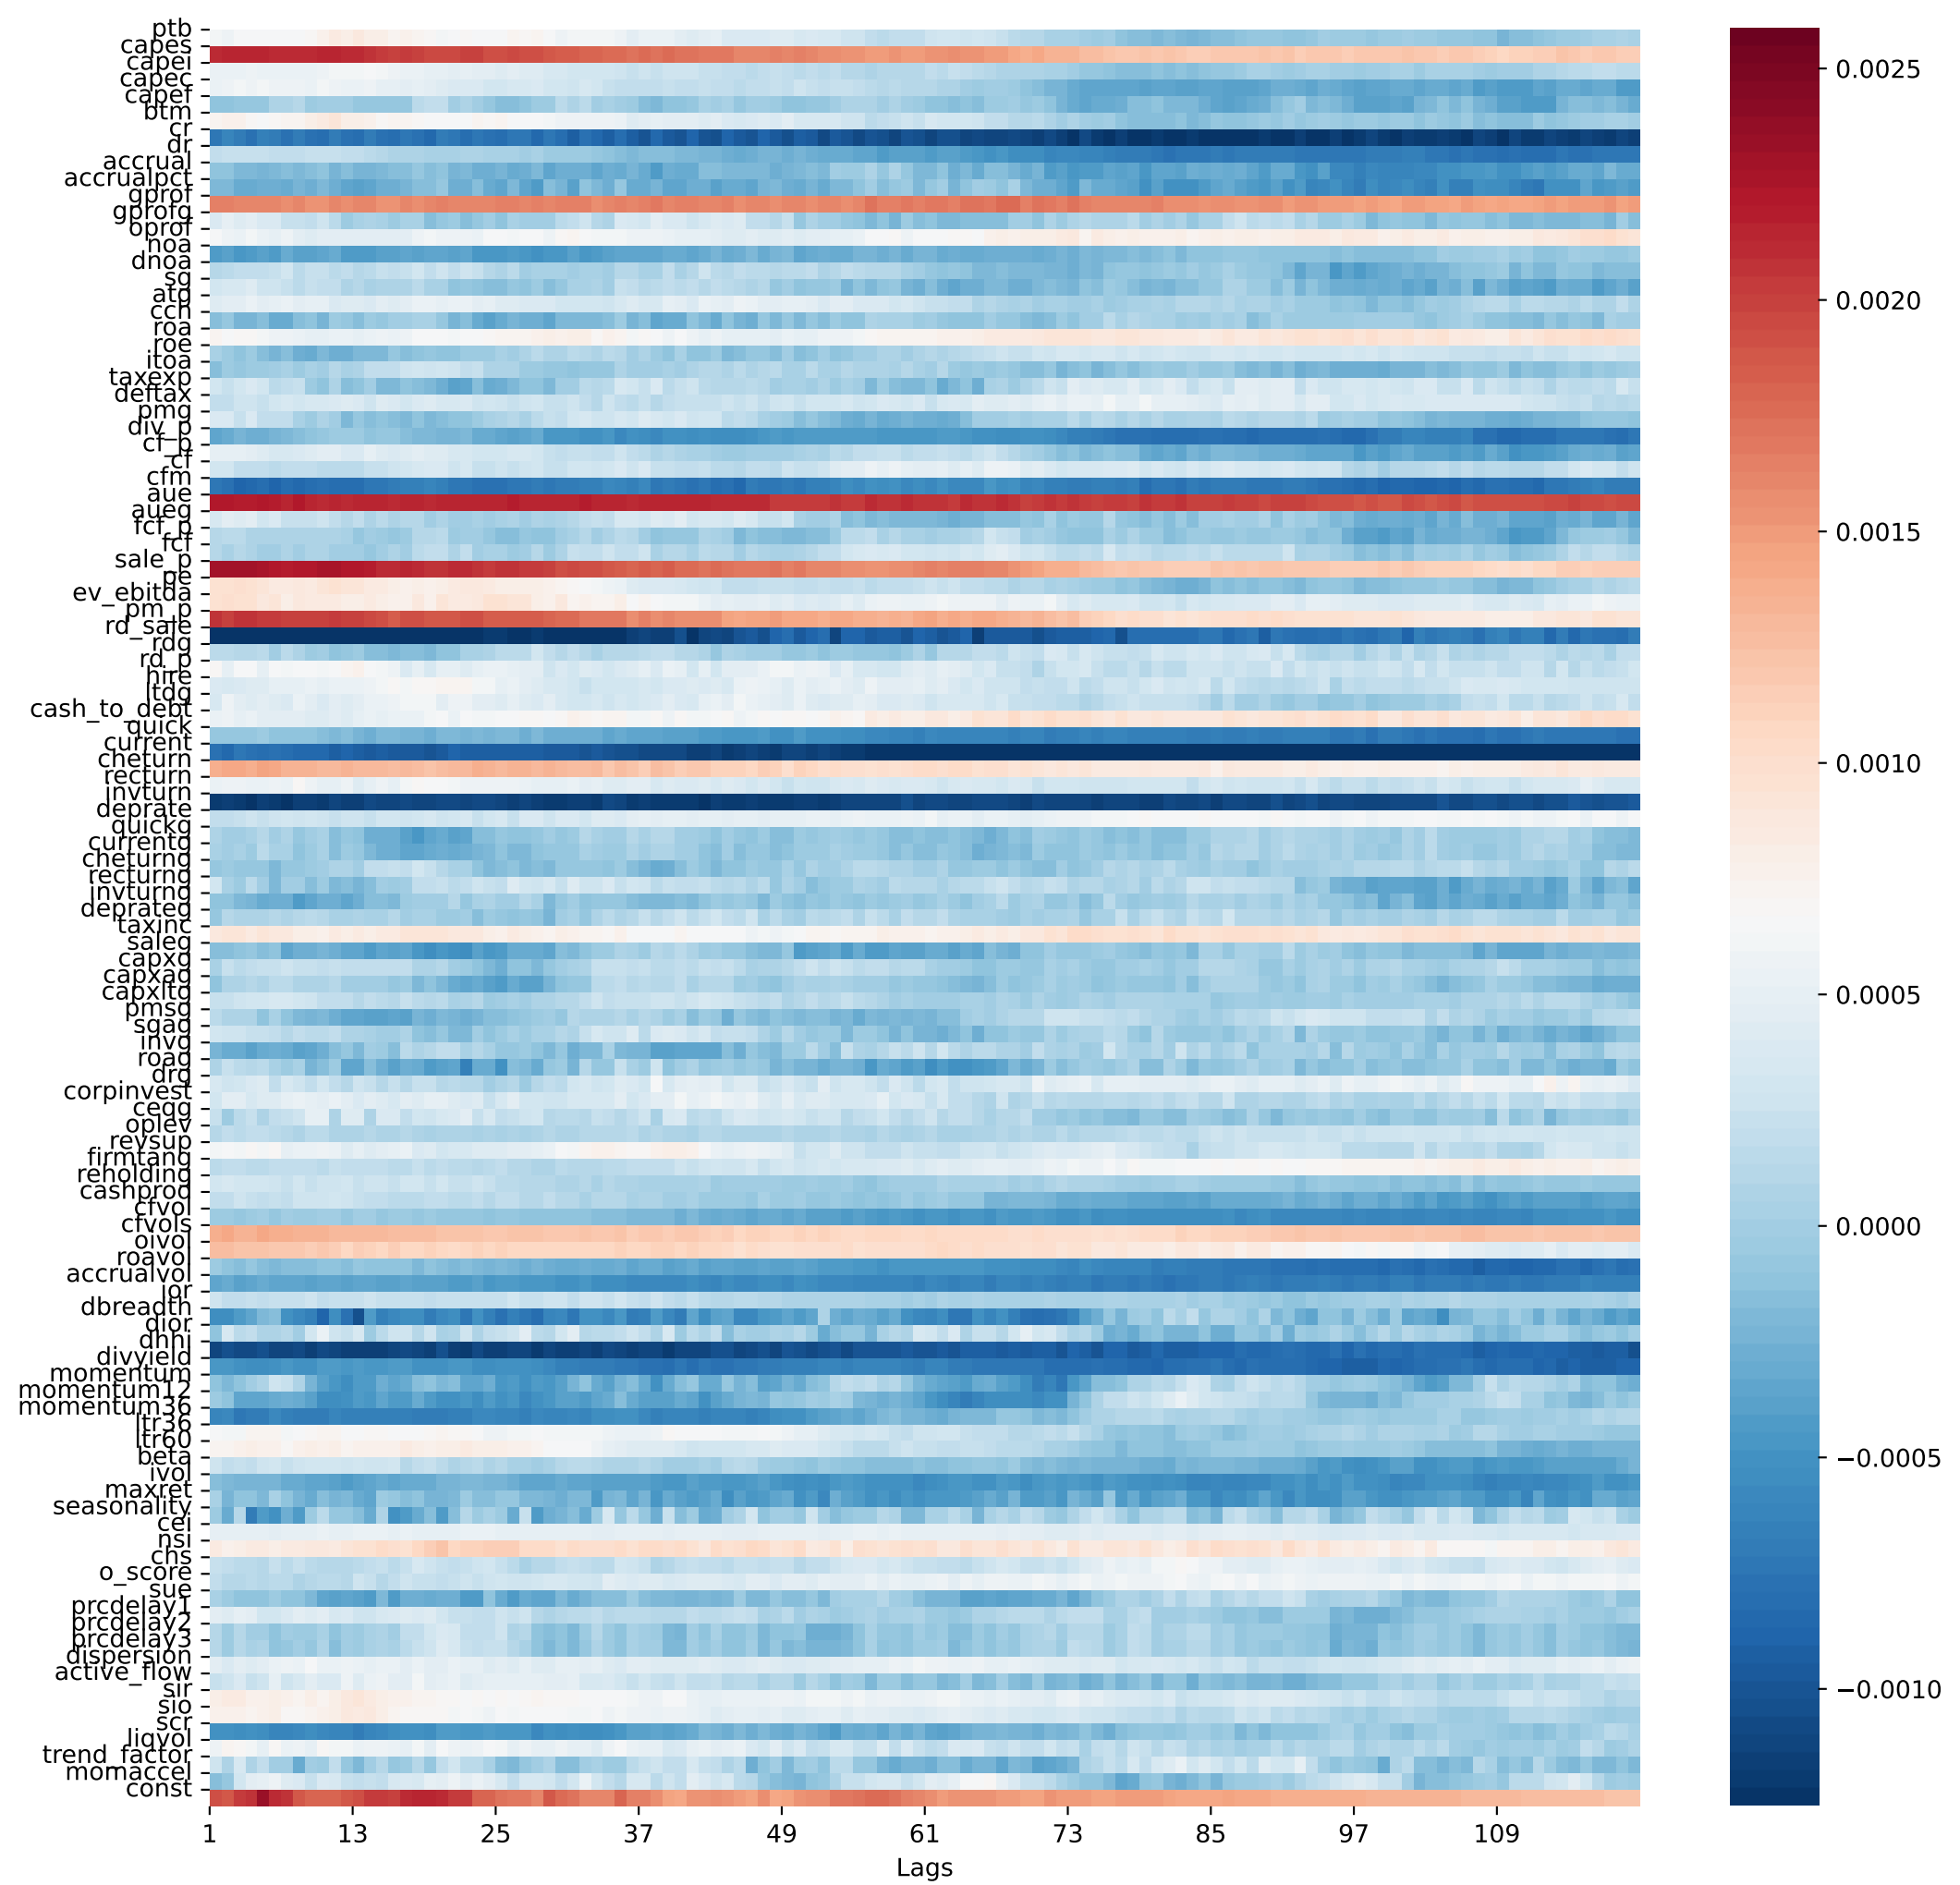 ptb
capes
capei
capec
capef
btm
cr
dr
accrual
accrualpct
gprof
gprofg
oprof
noa
dnoa
sg
atg
cch
roa
roe
itoa
taxexp
deftax
pmg
div_p
cf_p
cf
cfm
aue
aueg
fcf_p
fcf
sale_p
pe
ev_ebitda
pm_p
rd_sale
rdg
rd_p
hire
ltdg
cash_to_debt
quick
current
cheturn
recturn
invturn
deprate
quickg
currentg
cheturng
recturng
invturng
deprateg
taxinc
saleg
capxg
capxag
capxltg
pmsg
sgag
invg
roag
drg
corpinvest
ceqg
oplev
revsup
firmtang
reholding
cashprod
cfvol
cfvols
oivol
roavol
accrualvol
ior
dbreadth
dior
dhhi
divyield
momentum
momentum12
momentum36
ltr36
ltr60
beta
ivol
maxret
seasonality
cei
nsi
chs
o_score
sue
prcdelay1
prcdelay2
prcdelay3
dispersion
active_flow
sir
sio
scr
liqvol
trend_factor
momaccel
const
1 13 25 37 49 61 73 85 97 109
Lags
0.0025
0.0020
0.0015
0.0010
0.0005
0.0000
−0.0005
−0.0010